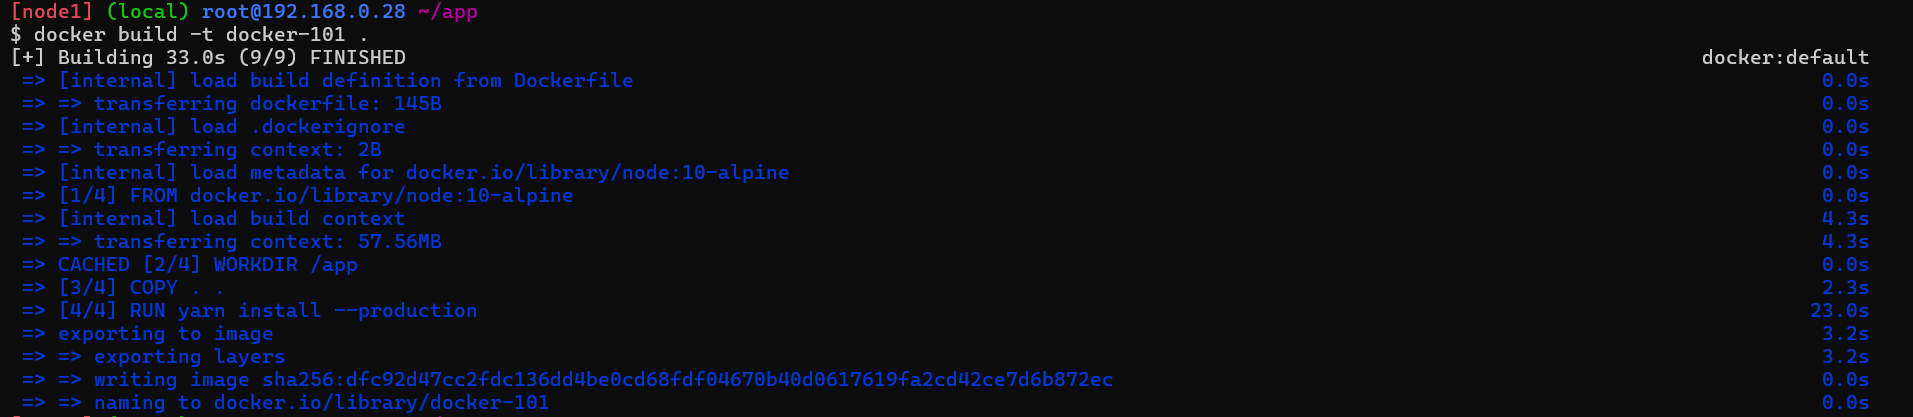 [node1] (local) root@192.168.0.28 ~/app
$ docker build -t docker-101 .
[+] Building 33.0s (9/9) FINISHED docker:default
=> [internal] load build definition from Dockerfile 0.0s
=> => transferring dockerfile: 145B 0.0s
=> [internal] load .dockerignore 0.0s
=> => transferring context: 2B 0.0s
=> [internal] load metadata for docker.io/library/node:10-alpine 0.0s
=> [1/4] FROM docker.io/library/node:10-alpine 0.0s
=> [internal] load build context 4.3s
=> => transferring context: 57.56MB 4.3s
=> CACHED [2/4] WORKDIR /app 0.0s
=> [3/4] COPY . . 2.3s
=> [4/4] RUN yarn install --production 23.0s
=> exporting to image 3.2s
=> => exporting layers 3.2s
=> => writing image sha256:dfc92d47cc2fdc136dd4be0cd68fdf04670b40d0617619fa2cd42ce7d6b872ec 0.0s
=> => naming to docker.io/library/docker-101 0.0s